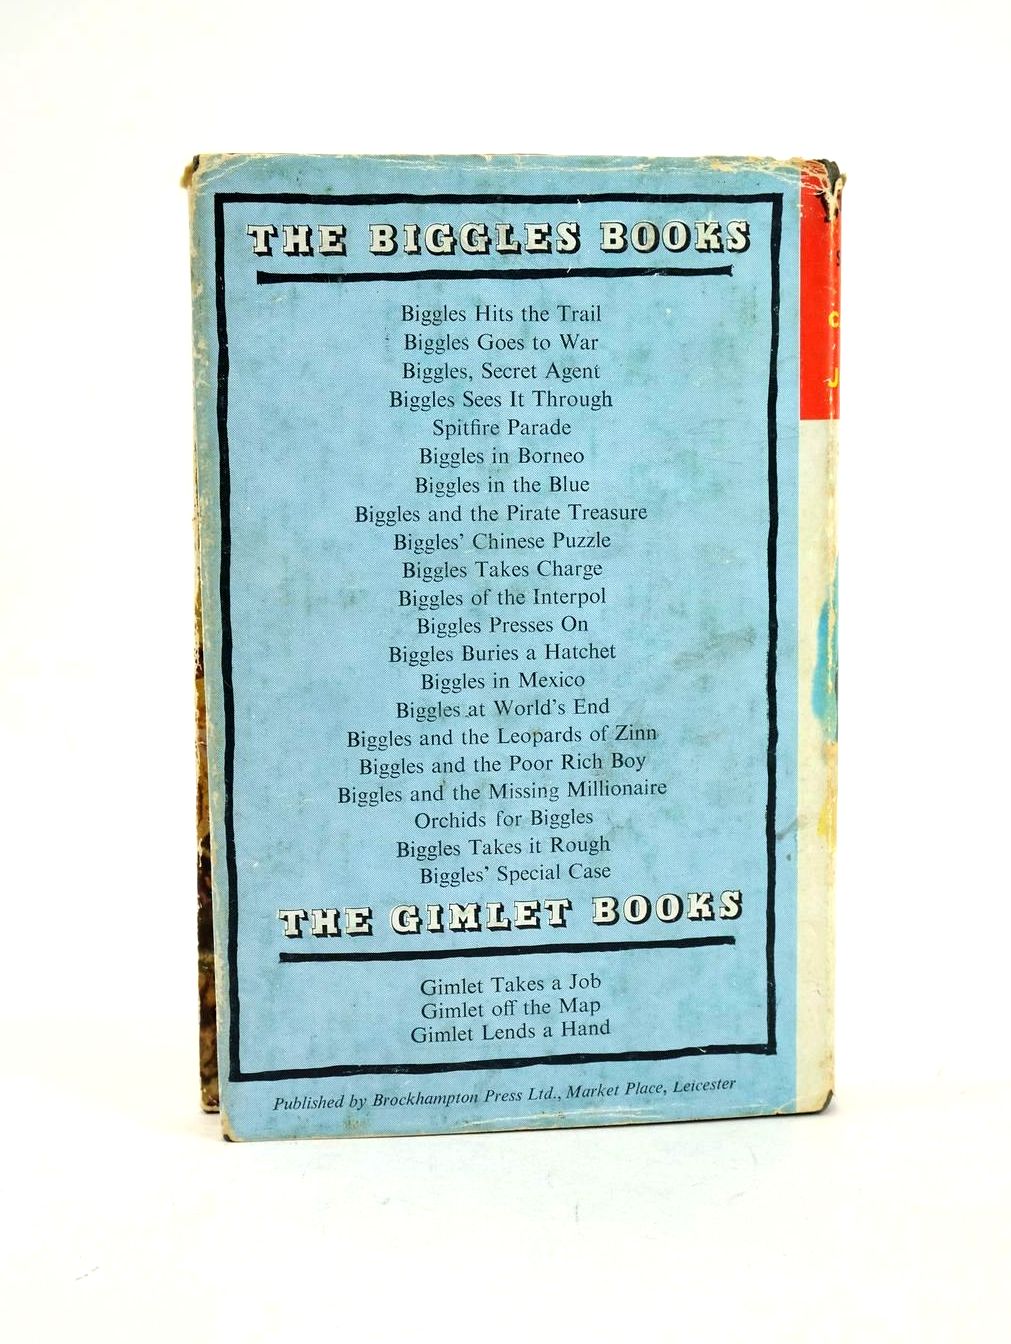 THE BIGGLES BOOKS
Biggles Hits the Trail
Biggles Goes to War
Biggles, Secret Agent
Biggles Sees It Through
Spitfire Parade
Biggles in Borneo
Biggles in the Blue
Biggles and the Pirate Treasure
Biggles' Chinese Puzzle
Biggles Takes Charge
Biggles of the Interpol
Biggles Presses On
Biggles Buries a Hatchet
Biggles in Mexico
Biggles at World's End
Biggles and the Leopards of Zinn
Biggles and the Poor Rich Boy
Biggles and the Missing Millionaire
Orchids for Biggles
Biggles Takes it Rough
Biggles' Special Case
THE GIMLET BOOKS
Gimlet Takes a Job
Gimlet off the Map
Gimlet Lends a Hand
Published by Brockhampton Press Ltd., Market Place, Leicester